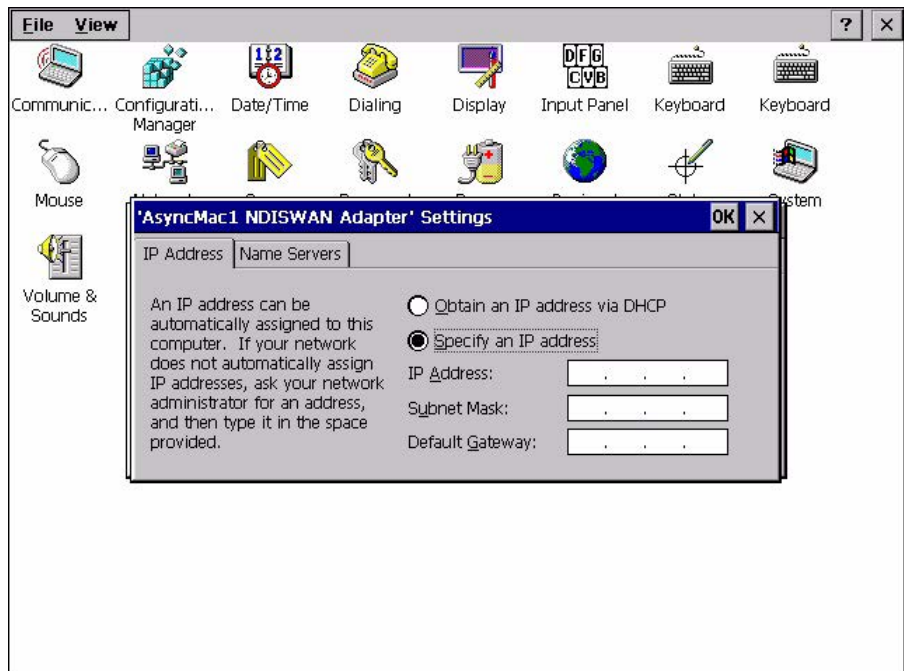 File View ? ×
Communic... Configurati... Manager Date/Time Dialing Display Input Panel Keyboard Keyboard
Mouse System
Volume & Sounds
'AsyncMac1 NDISWAN Adapter' Settings OK ×
IP Address Name Servers
An IP address can be
automatically assigned to this
computer. If your network
does not automatically assign
IP addresses, ask your network
administrator for an address,
and then type it in the space
provided.
Obtain an IP address via DHCP
Specify an IP address
IP Address: . . .
Subnet Mask: . . .
Default Gateway: . . .